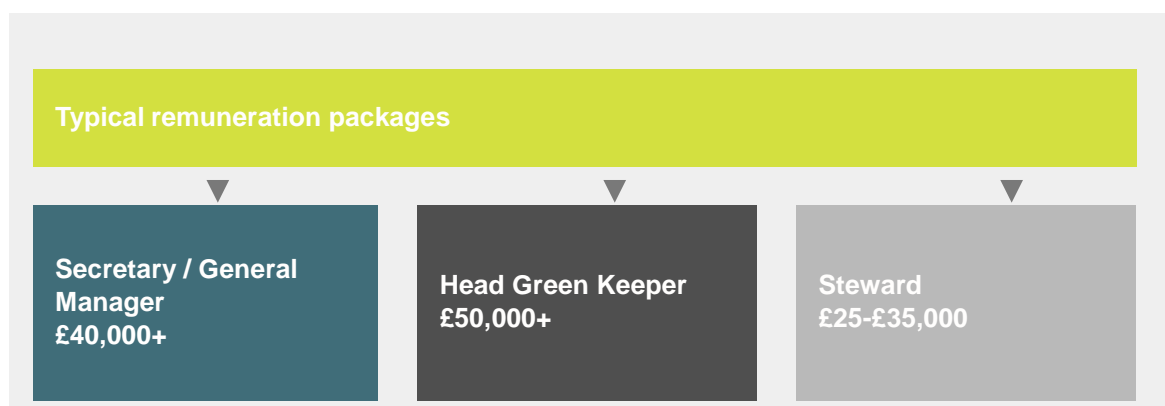 Typical remuneration packages
Secretary / General
Manager
£40,000+
Head Green Keeper
£50,000+
Steward
£25-£35,000